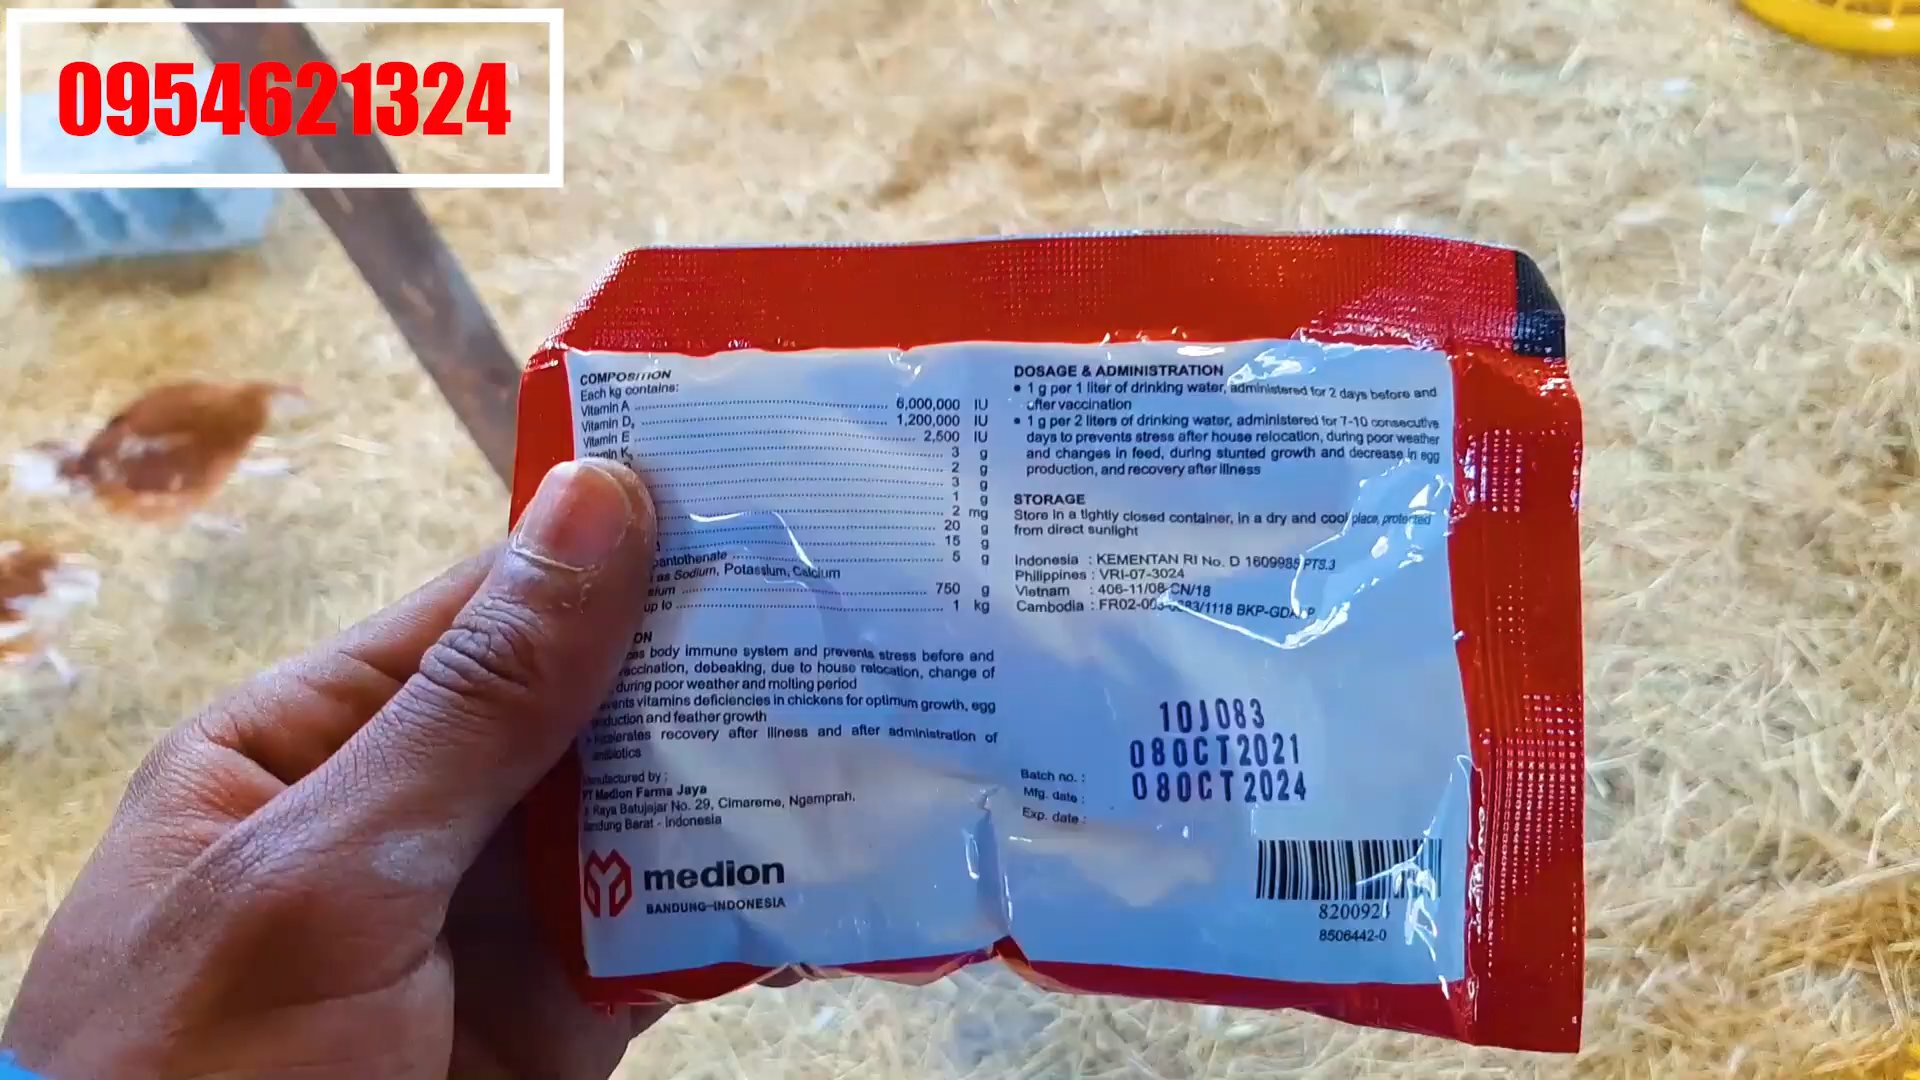 0954621324
COMPOSITION
Each kg contains:
Vitamin A ... 6,000,000 IU
Vitamin D₃ ... 1,200,000 IU
Vitamin E ... 2,500 IU
K₃ ... 3 g
2 g
3 g
1 g
2 mg
20 g
15 g
5 g
as Sodium, Potassium, Calcium
750 g
up to ... 1 kg
body immune system and prevents stress before and
debeaking, due to house relocation, change of
during poor weather and molting period
vitamins deficiencies in chickens for optimum growth, egg
and feather growth
recovery after illness and after administration of
Manufactured by :
PT Medion Farma Jaya
Raya Batujajar No. 29, Cimareme, Ngamprah,
Bandung Barat - Indonesia
medion
BANDUNG-INDONESIA
DOSAGE & ADMINISTRATION
• 1 g per 1 liter of drinking water, administered for 2 days before and
after vaccination
• 1 g per 2 liters of drinking water, administered for 7-10 consecutive
days to prevents stress after house relocation, during poor weather
and changes in feed, during stunted growth and decrease in egg
production, and recovery after illness
STORAGE
Store in a tightly closed container, in a dry and cool place, protected
from direct sunlight
Indonesia : KEMENTAN RI No. D 1609985 PTS.3
Philippines : VRI-07-3024
Vietnam : 406-11/08 CN/18
Cambodia :
10J083
08OCT2021
08OCT2024
Batch no. :
Mfg. date :
Exp. date :
8506442-0